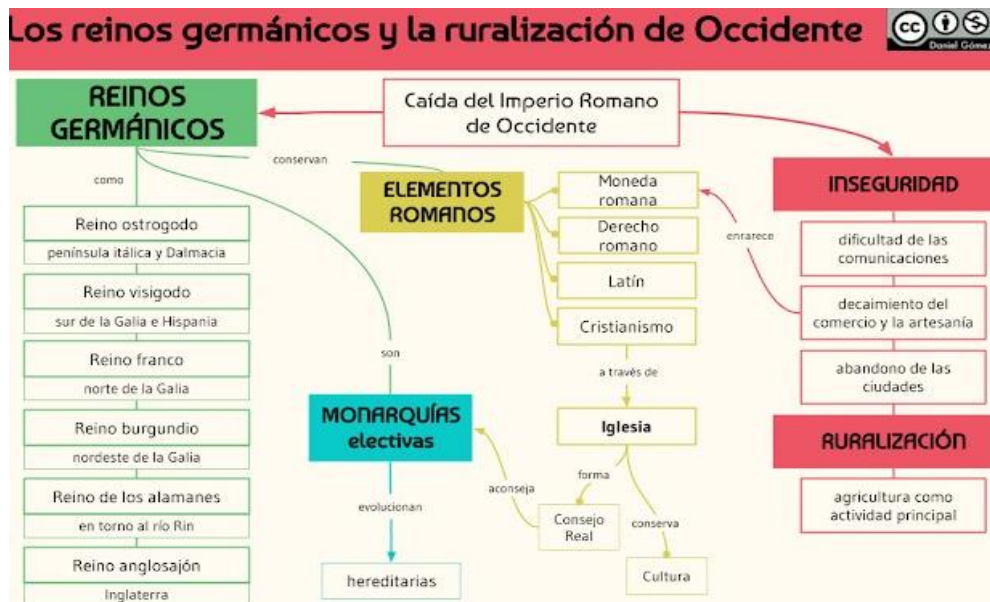 Los reinos germánicos y la ruralización de Occidente
cc
Daniel Gómez
REINOS
GERMÁNICOS
Caída del Imperio Romano
de Occidente
conservan
como
ELEMENTOS
ROMANOS
Moneda
romana
Derecho
romano
Latín
Cristianismo
enrarece
INSEGURIDAD
dificultad de las
comunicaciones
decaimiento del
comercio y la artesanía
abandono de las
ciudades
RURALIZACIÓN
agricultura como
actividad principal
Reino ostrogodo
península itálica y Dalmacia
Reino visigodo
sur de la Galia e Hispania
Reino franco
norte de la Galia
Reino burgundio
nordeste de la Galia
Reino de los alamanes
en torno al río Rin
Reino anglosajón
Inglaterra
son
MONARQUÍAS
electivas
evolucionan
hereditarias
a través de
Iglesia
forma
aconseja
Consejo
Real
conserva
Cultura